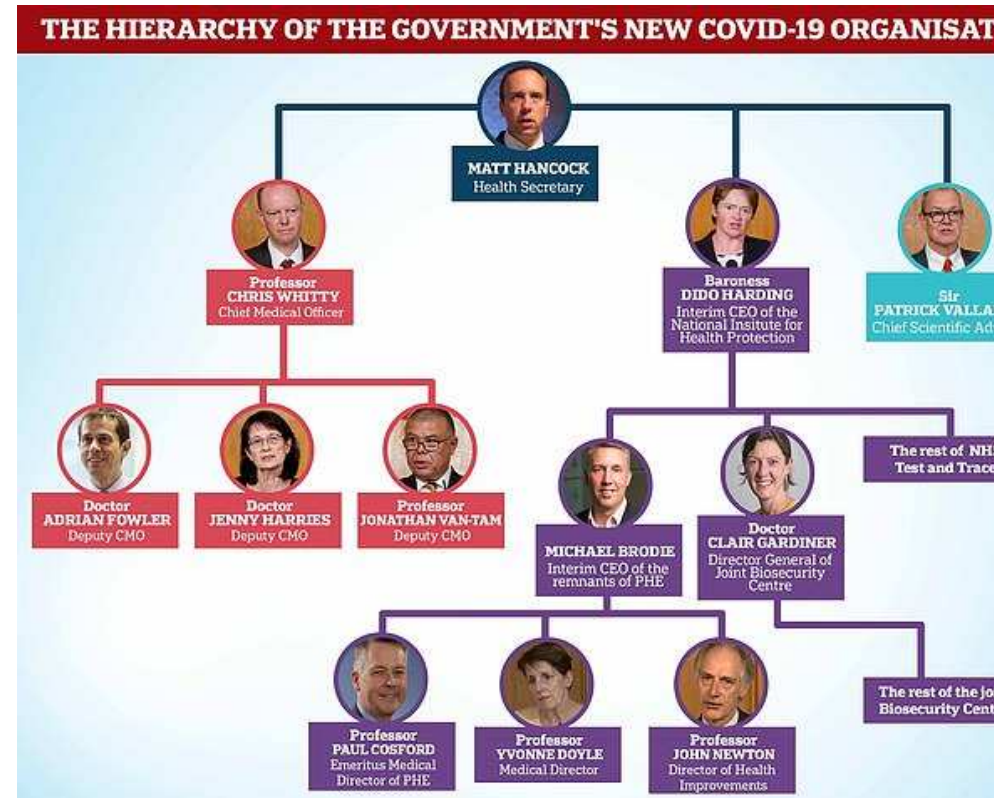 THE HIERARCHY OF THE GOVERNMENT'S NEW COVID-19 ORGANISAT
MATT HANCOCK
Health Secretary
Professor
CHRIS WHITTY
Chief Medical Officer
Baroness
DIDO HARDING
Interim CEO of the
National Insitute for
Health Protection
Sir
PATRICK VALLA
Chief Scientific Ad
Doctor
ADRIAN FOWLER
Deputy CMO
Doctor
JENNY HARRIES
Deputy CMO
Professor
JONATHAN VAN-TAM
Deputy CMO
MICHAEL BRODIE
Interim CEO of the
remnants of PHE
Doctor
CLAIR GARDINER
Director General of
Joint Biosecurity
Centre
The rest of NH
Test and Trace
Professor
PAUL COSFORD
Emeritus Medical
Director of PHE
Professor
YVONNE DOYLE
Medical Director
Professor
JOHN NEWTON
Director of Health
Improvements
The rest of the jo
Biosecurity Cent